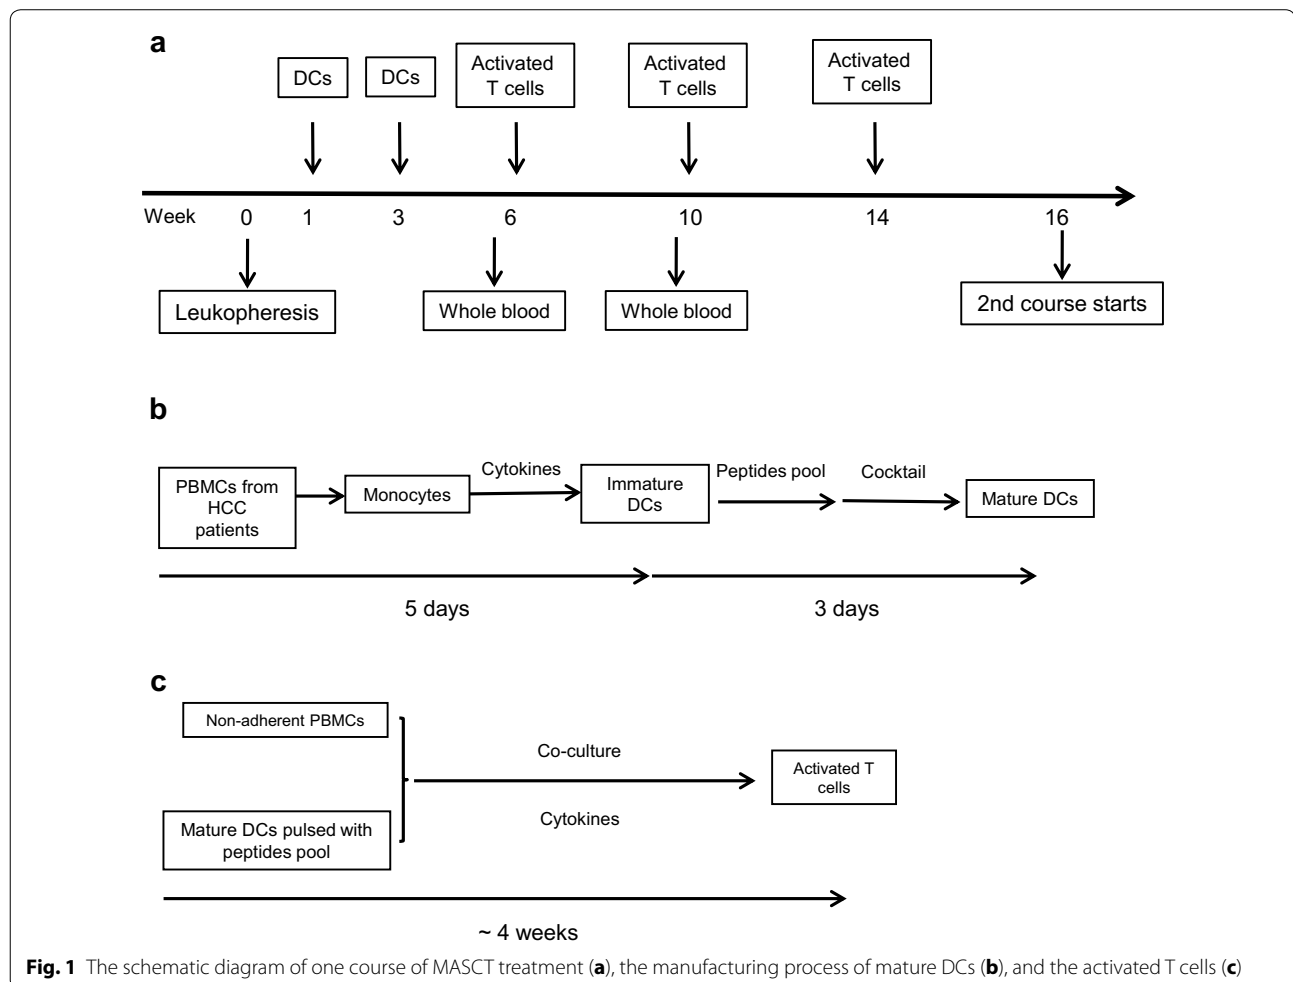 a
DCs
DCs
Activated
T cells
Activated
T cells
Activated
T cells
Week 0 1 3 6 10 14 16
Leukopheresis
Whole blood
Whole blood
2nd course starts
b
PBMCs from
HCC
patients
Monocytes
Cytokines
Immature
DCs
Peptides pool
Cocktail
Mature DCs
5 days
3 days
c
Non-adherent PBMCs
Mature DCs pulsed with
peptides pool
Co-culture
Cytokines
Activated T
cells
~ 4 weeks
Fig. 1 The schematic diagram of one course of MASCT treatment (a), the manufacturing process of mature DCs (b), and the activated T cells (c)